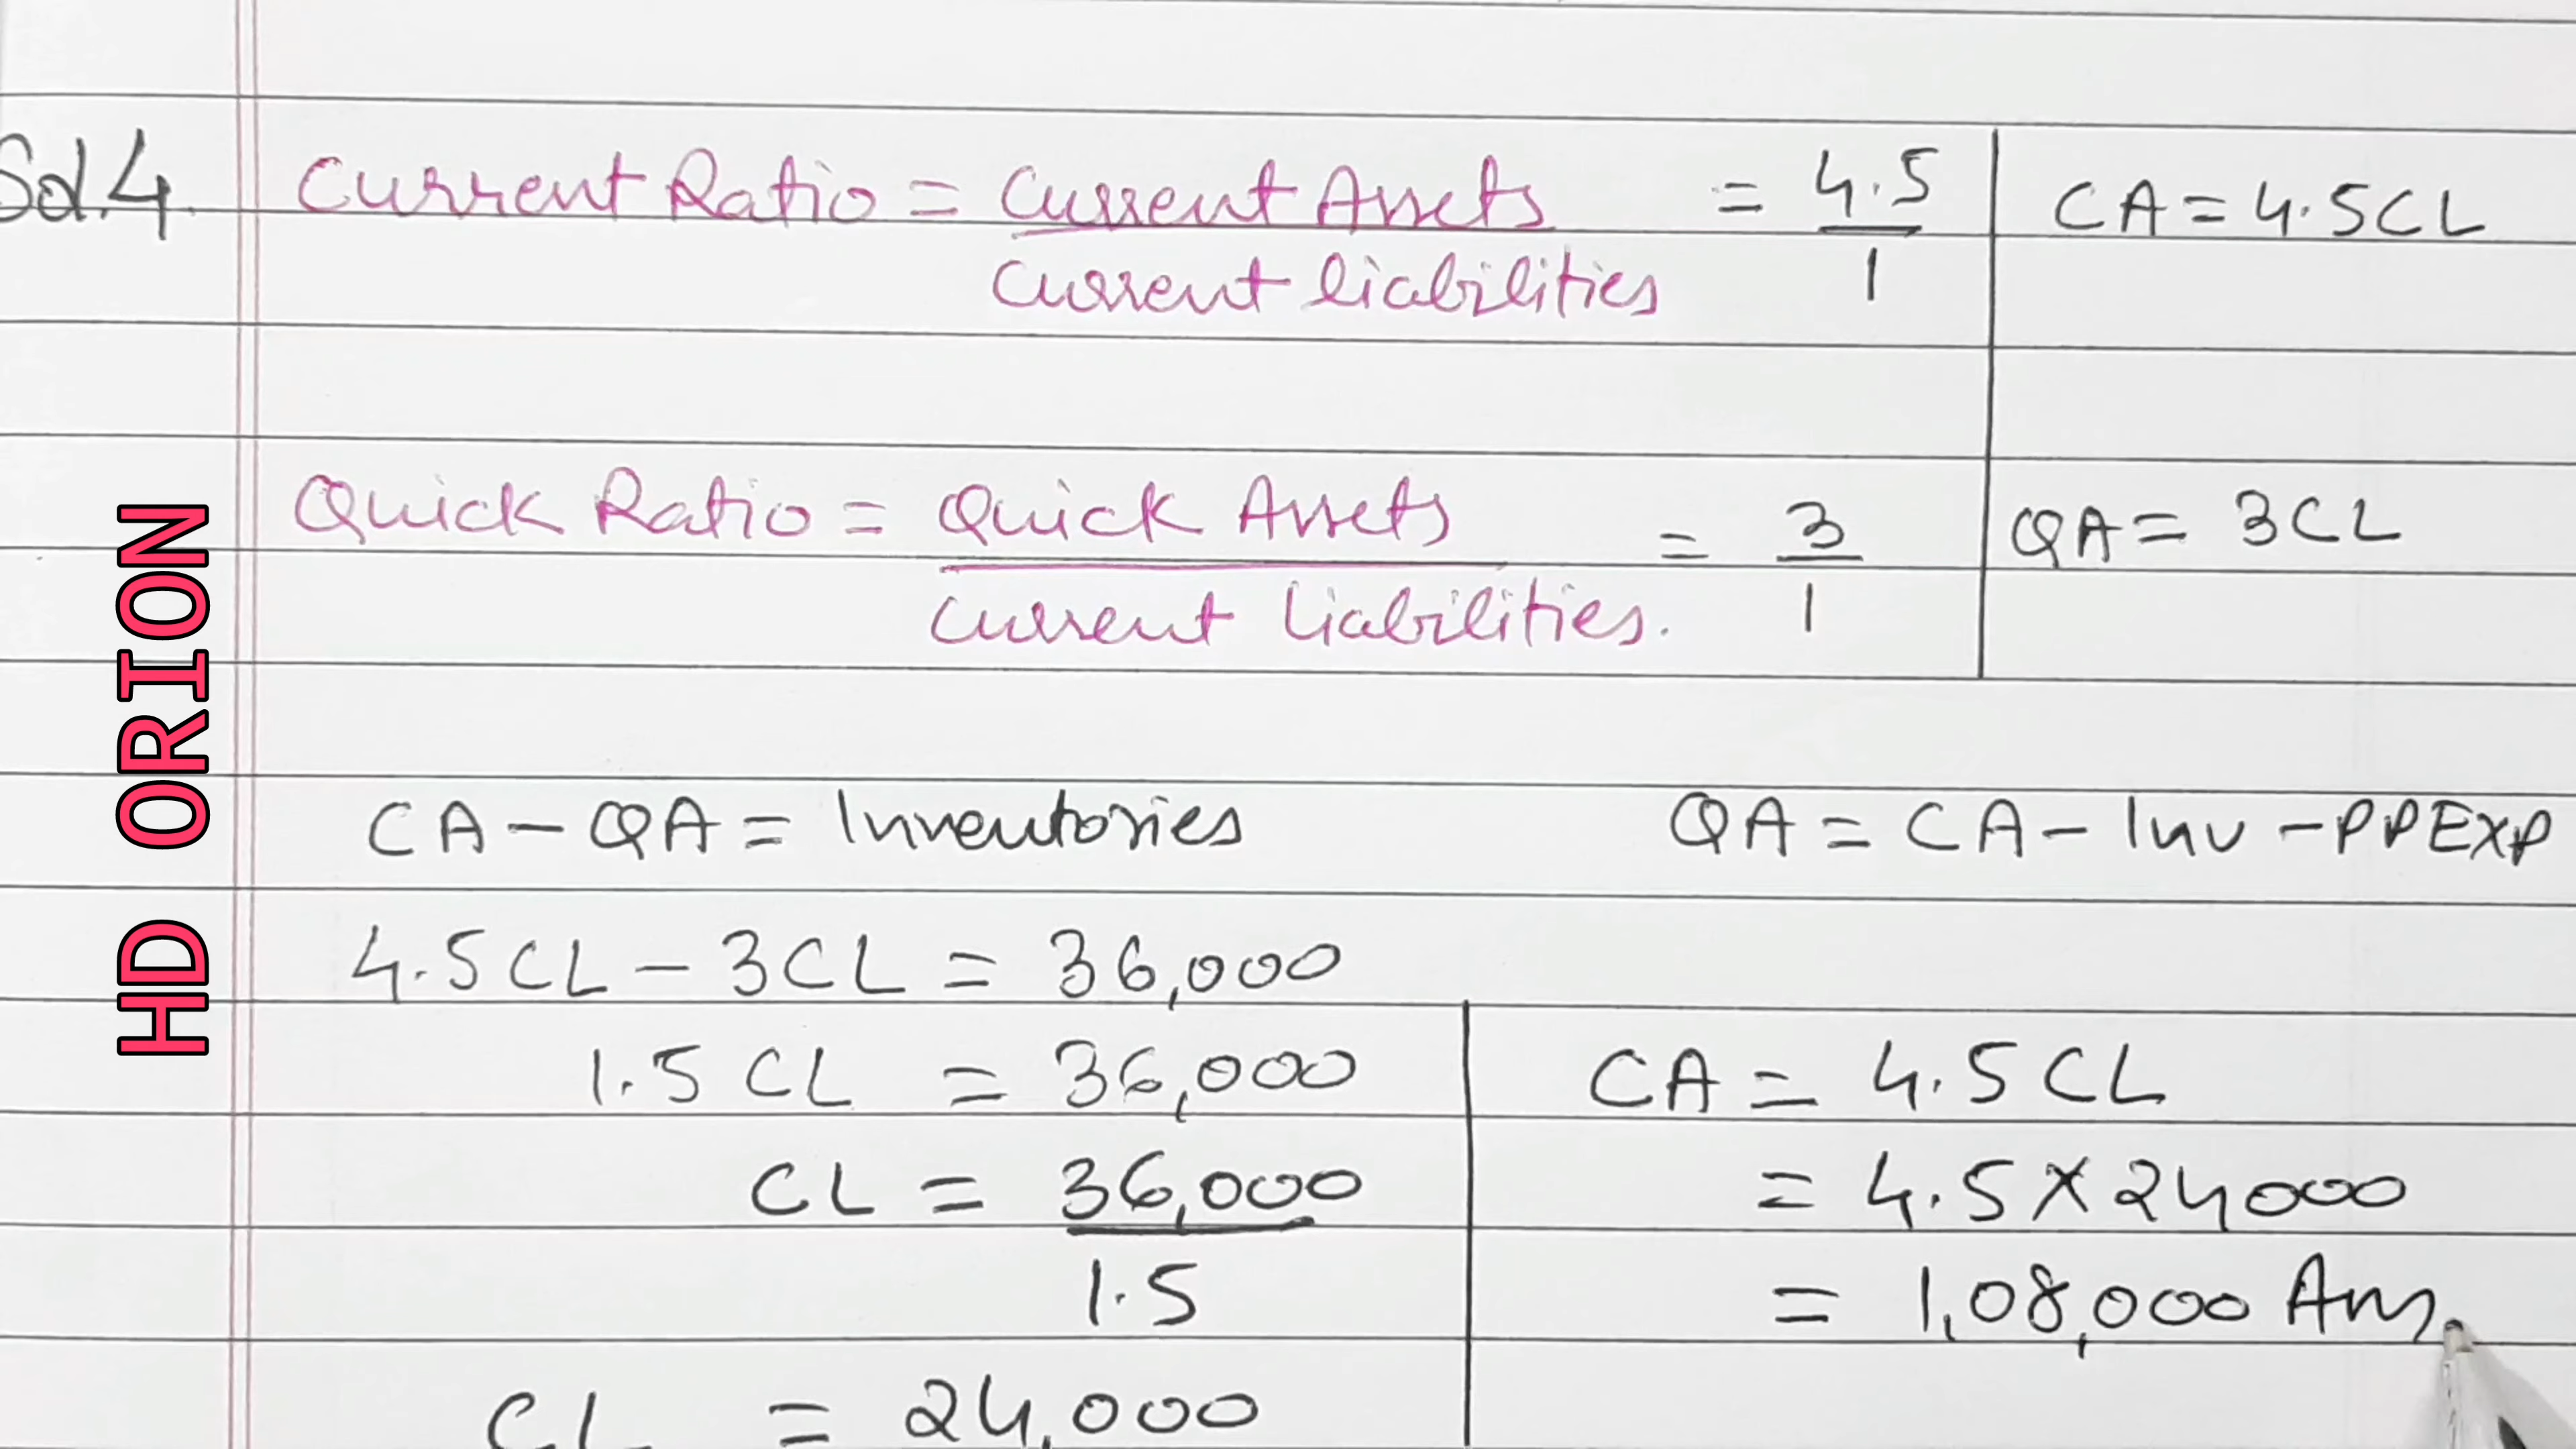 Sol.4
Current Ratio = Current Assets = 4.5 CA = 4.5CL
Current liabilities 1
Quick Ratio = Quick Assets = 3 QA = 3CL
Current Liabilities. 1
CA - QA = Inventories QA = CA - Inv - PPEXP
4.5CL - 3CL = 36,000
1.5 CL = 36,000 CA = 4.5CL
CL = 36,000 = 4.5 X 24000
1.5 = 1,08,000 Ans.
CL = 24,000
HD ORION